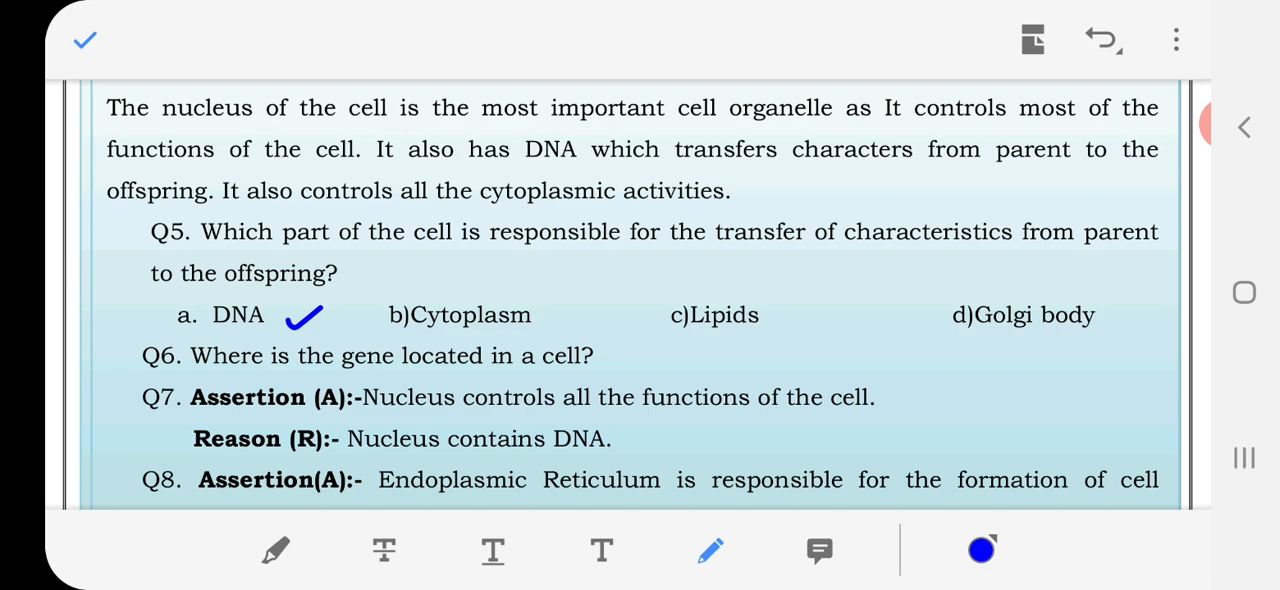 The nucleus of the cell is the most important cell organelle as It controls most of the
functions of the cell. It also has DNA which transfers characters from parent to the
offspring. It also controls all the cytoplasmic activities.
Q5. Which part of the cell is responsible for the transfer of characteristics from parent
to the offspring?
a. DNA b)Cytoplasm c)Lipids d)Golgi body
Q6. Where is the gene located in a cell?
Q7. Assertion (A):-Nucleus controls all the functions of the cell.
Reason (R):- Nucleus contains DNA.
Q8. Assertion(A):- Endoplasmic Reticulum is responsible for the formation of cell